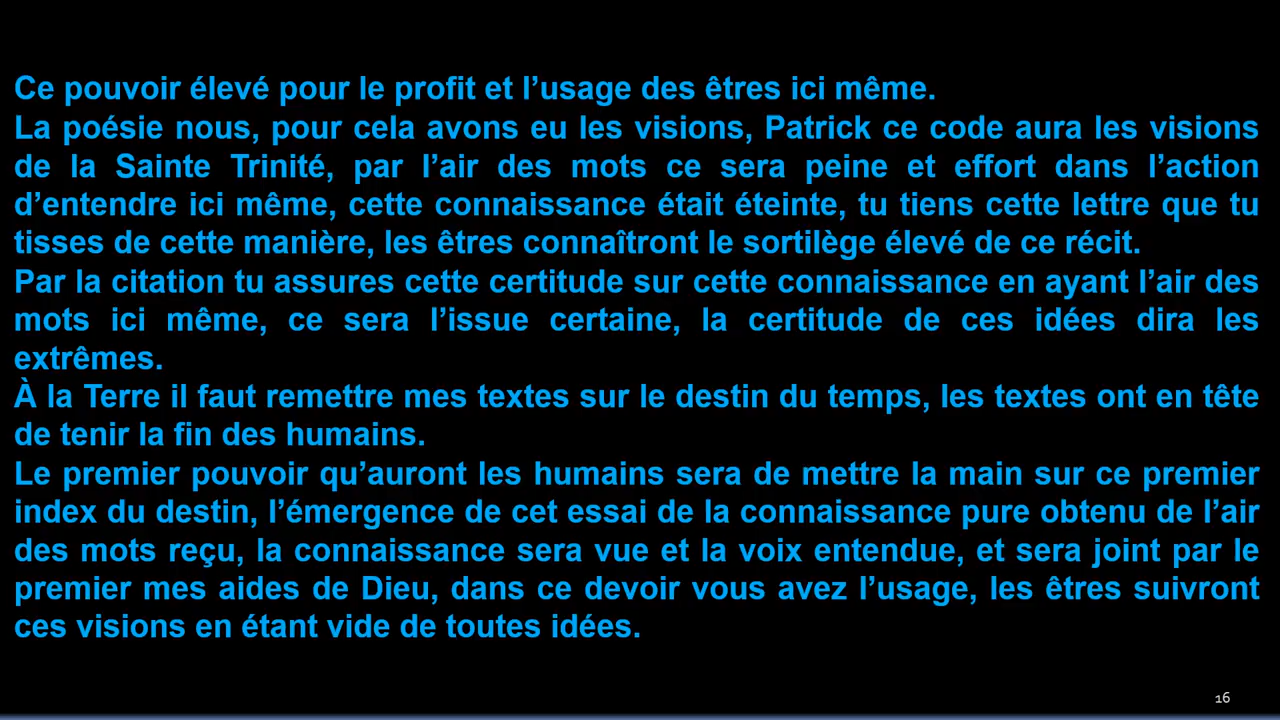 Ce pouvoir élevé pour le profit et l’usage des êtres ici même.
La poésie nous, pour cela avons eu les visions, Patrick ce code aura les visions
de la Sainte Trinité, par l’air des mots ce sera peine et effort dans l’action
d’entendre ici même, cette connaissance était éteinte, tu tiens cette lettre que tu
tisses de cette manière, les êtres connaîtront le sortilège élevé de ce récit.
Par la citation tu assures cette certitude sur cette connaissance en ayant l’air des
mots ici même, ce sera l’issue certaine, la certitude de ces idées dira les
extrêmes.
À la Terre il faut remettre mes textes sur le destin du temps, les textes ont en tête
de tenir la fin des humains.
Le premier pouvoir qu’auront les humains sera de mettre la main sur ce premier
index du destin, l’émergence de cet essai de la connaissance pure obtenu de l’air
des mots reçu, la connaissance sera vue et la voix entendue, et sera joint par le
premier mes aides de Dieu, dans ce devoir vous avez l’usage, les êtres suivront
ces visions en étant vide de toutes idées.
16